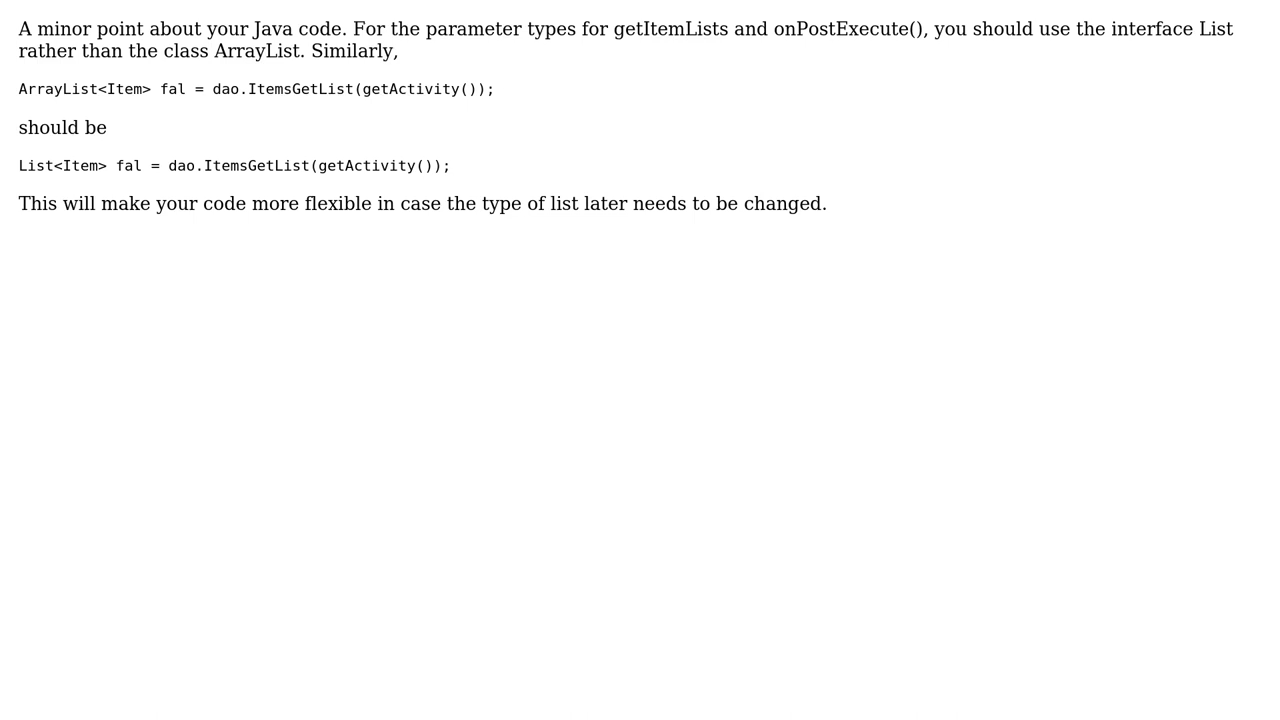 A minor point about your Java code. For the parameter types for getItemLists and onPostExecute(), you should use the interface List
rather than the class ArrayList. Similarly,
ArrayList<Item> fal = dao.ItemsGetList(getActivity());
should be
List<Item> fal = dao.ItemsGetList(getActivity());
This will make your code more flexible in case the type of list later needs to be changed.